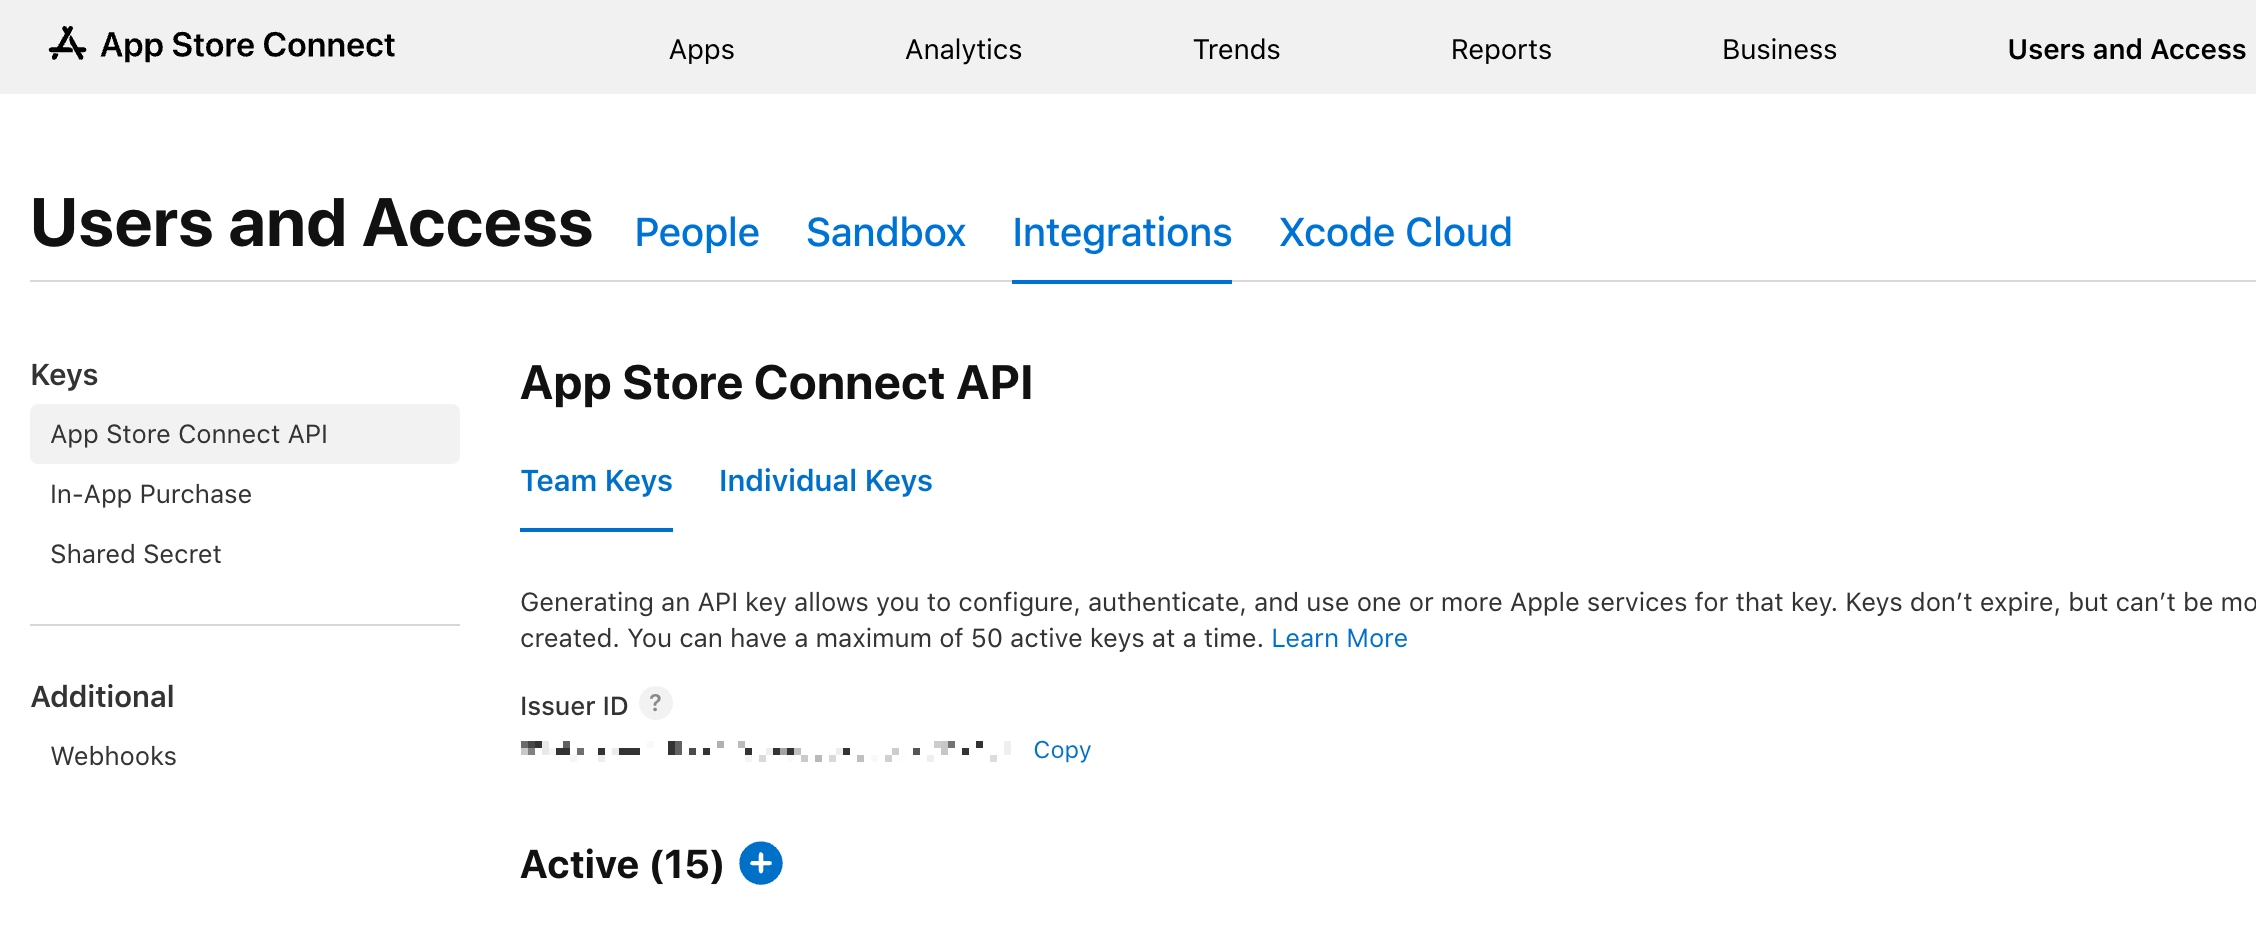 App Store Connect
Apps
Analytics
Trends
Reports
Business
Users and Access
Users and Access
People
Sandbox
Integrations
Xcode Cloud
Keys
App Store Connect API
In-App Purchase
Shared Secret
Additional
Webhooks
App Store Connect API
Team Keys
Individual Keys
Generating an API key allows you to configure, authenticate, and use one or more Apple services for that key. Keys don’t expire, but can’t be mo
created. You can have a maximum of 50 active keys at a time. Learn More
Issuer ID ?
Copy
Active (15) +